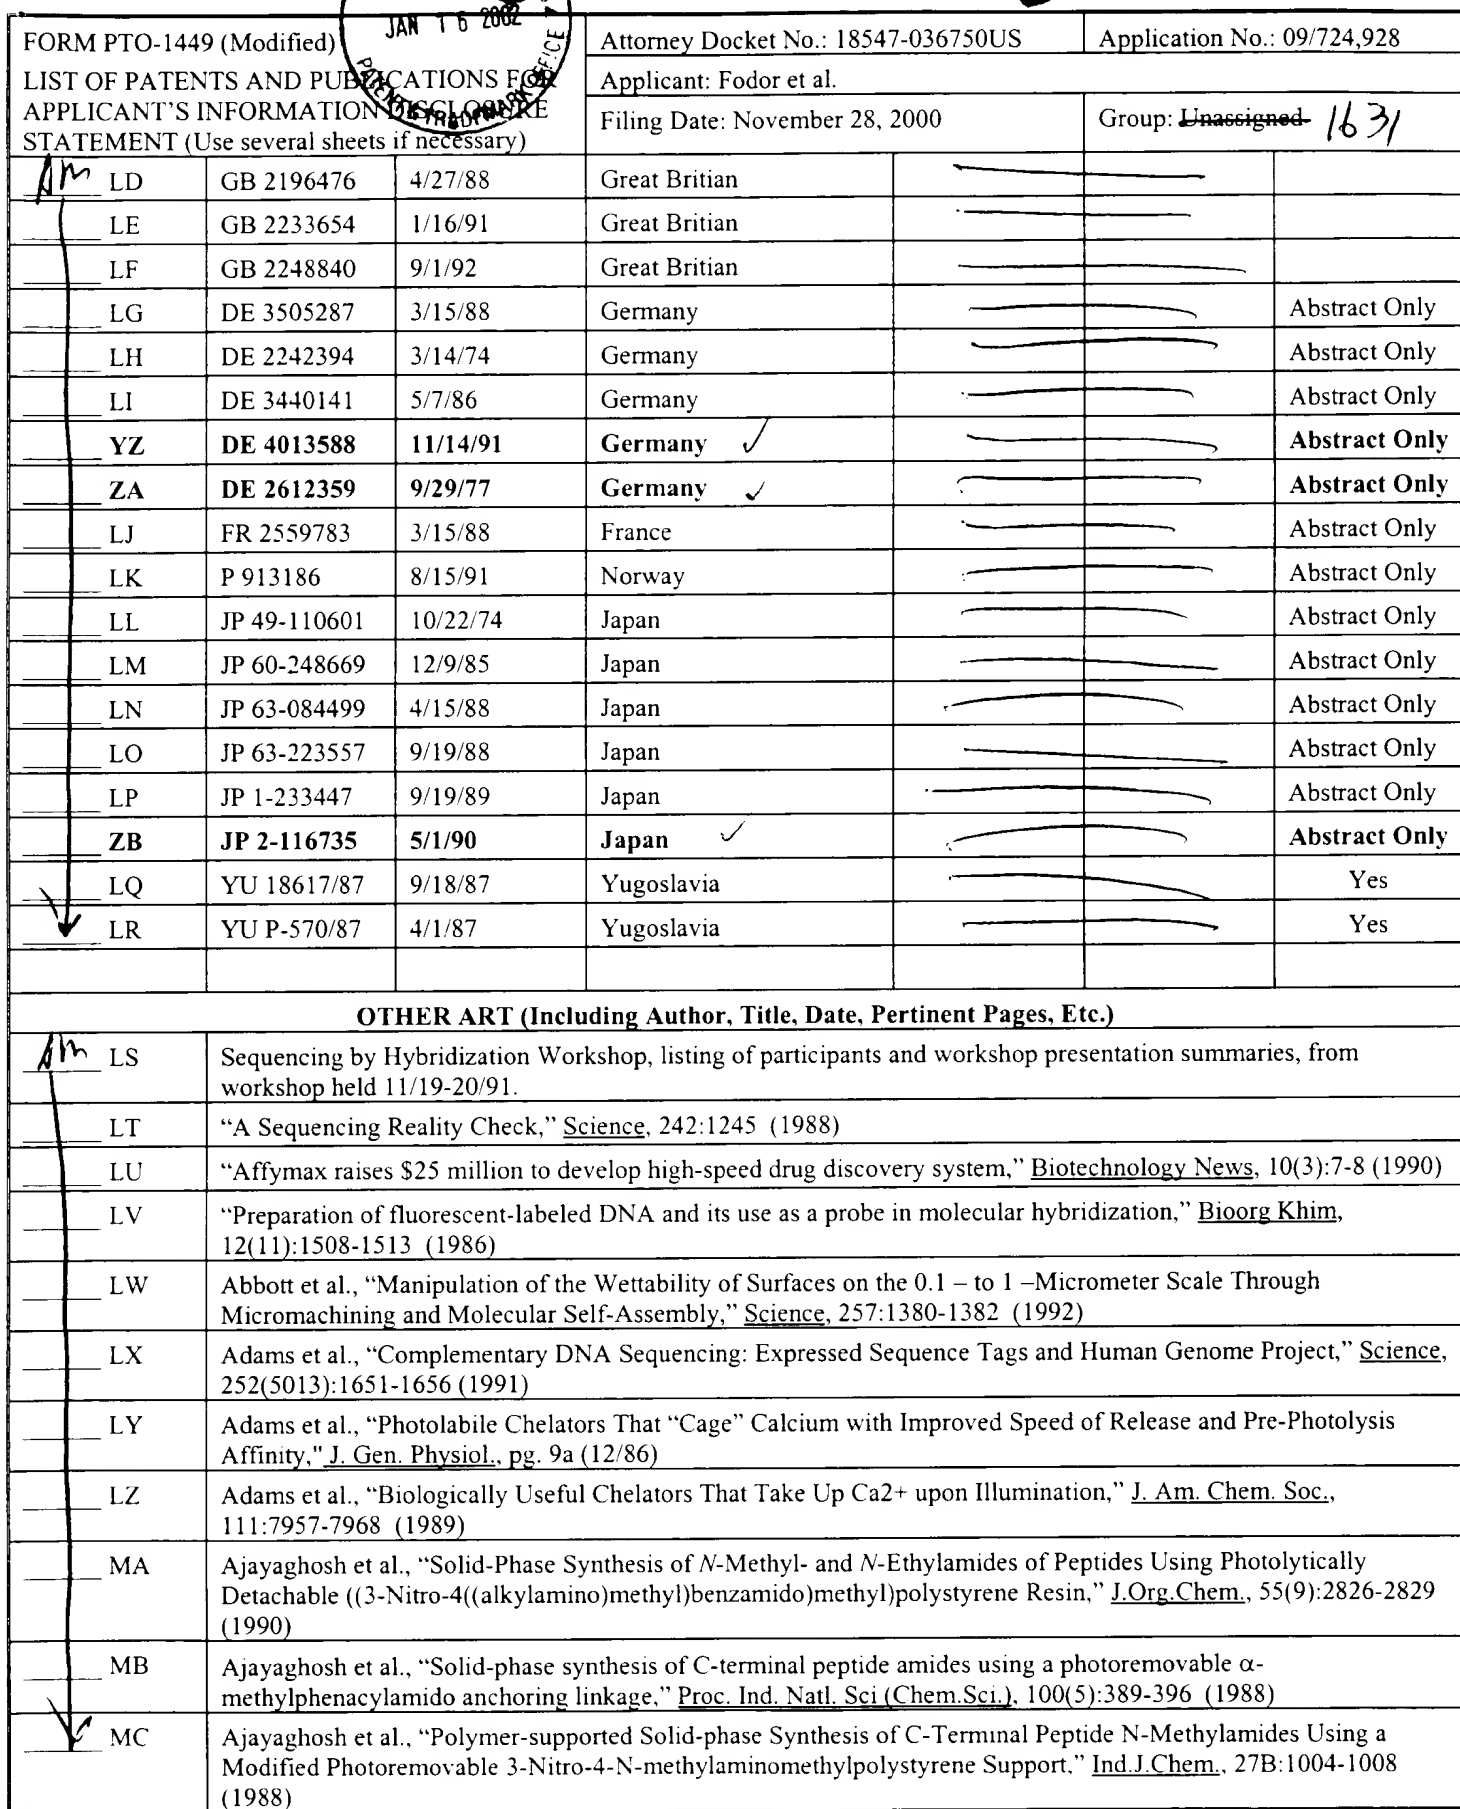 JAN 16 2002
PATENT & TRADEMARK OFFICE
FORM PTO-1449 (Modified)
LIST OF PATENTS AND PUBLICATIONS FOR
APPLICANT'S INFORMATION DISCLOSURE
STATEMENT (Use several sheets if necessary)
Attorney Docket No.: 18547-036750US
Application No.: 09/724,928
Applicant: Fodor et al.
Filing Date: November 28, 2000
Group: Unassigned 1631
AM LD GB 2196476 4/27/88 Great Britian
LE GB 2233654 1/16/91 Great Britian
LF GB 2248840 9/1/92 Great Britian
LG DE 3505287 3/15/88 Germany Abstract Only
LH DE 2242394 3/14/74 Germany Abstract Only
LI DE 3440141 5/7/86 Germany Abstract Only
YZ DE 4013588 11/14/91 Germany ✓ Abstract Only
ZA DE 2612359 9/29/77 Germany ✓ Abstract Only
LJ FR 2559783 3/15/88 France Abstract Only
LK P 913186 8/15/91 Norway Abstract Only
LL JP 49-110601 10/22/74 Japan Abstract Only
LM JP 60-248669 12/9/85 Japan Abstract Only
LN JP 63-084499 4/15/88 Japan Abstract Only
LO JP 63-223557 9/19/88 Japan Abstract Only
LP JP 1-233447 9/19/89 Japan Abstract Only
ZB JP 2-116735 5/1/90 Japan ✓ Abstract Only
LQ YU 18617/87 9/18/87 Yugoslavia Yes
LR YU P-570/87 4/1/87 Yugoslavia Yes
OTHER ART (Including Author, Title, Date, Pertinent Pages, Etc.)
AM LS Sequencing by Hybridization Workshop, listing of participants and workshop presentation summaries, from
workshop held 11/19-20/91.
LT “A Sequencing Reality Check,” Science, 242:1245 (1988)
LU “Affymax raises $25 million to develop high-speed drug discovery system,” Biotechnology News, 10(3):7-8 (1990)
LV “Preparation of fluorescent-labeled DNA and its use as a probe in molecular hybridization,” Bioorg Khim,
12(11):1508-1513 (1986)
LW Abbott et al., “Manipulation of the Wettability of Surfaces on the 0.1 – to 1 –Micrometer Scale Through
Micromachining and Molecular Self-Assembly,” Science, 257:1380-1382 (1992)
LX Adams et al., “Complementary DNA Sequencing: Expressed Sequence Tags and Human Genome Project,” Science,
252(5013):1651-1656 (1991)
LY Adams et al., “Photolabile Chelators That “Cage” Calcium with Improved Speed of Release and Pre-Photolysis
Affinity,” J. Gen. Physiol., pg. 9a (12/86)
LZ Adams et al., “Biologically Useful Chelators That Take Up Ca2+ upon Illumination,” J. Am. Chem. Soc.,
111:7957-7968 (1989)
MA Ajayaghosh et al., “Solid-Phase Synthesis of N-Methyl- and N-Ethylamides of Peptides Using Photolytically
Detachable ((3-Nitro-4((alkylamino)methyl)benzamido)methyl)polystyrene Resin,” J.Org.Chem., 55(9):2826-2829
(1990)
MB Ajayaghosh et al., “Solid-phase synthesis of C-terminal peptide amides using a photoremovable α-
methylphenacylamido anchoring linkage,” Proc. Ind. Natl. Sci (Chem.Sci.), 100(5):389-396 (1988)
MC Ajayaghosh et al., “Polymer-supported Solid-phase Synthesis of C-Terminal Peptide N-Methylamides Using a
Modified Photoremovable 3-Nitro-4-N-methylaminomethylpolystyrene Support,” Ind.J.Chem., 27B:1004-1008
(1988)